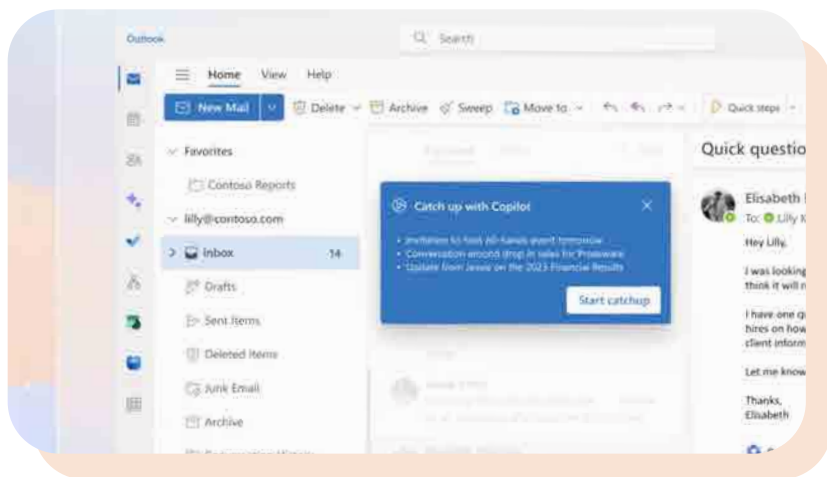 Outlook
Search
Home View Help
New Mail Delete Archive Sweep Move to Quick steps
Favorites
Contoso Reports
lilly@contoso.com
Inbox 14
Drafts
Sent Items
Deleted Items
Junk Email
Archive
Catch up with Copilot
• Invitation to host All-hands event tomorrow
• Conversation around drop in sales for Proseware
• Update from Jessie on the 2023 Financial Results
Start catchup
Quick questio
Elisabeth
To: Lilly
Hey Lilly,
I was looking
think it will
I have one
hires on how
client inform
Let me know
Thanks,
Elisabeth